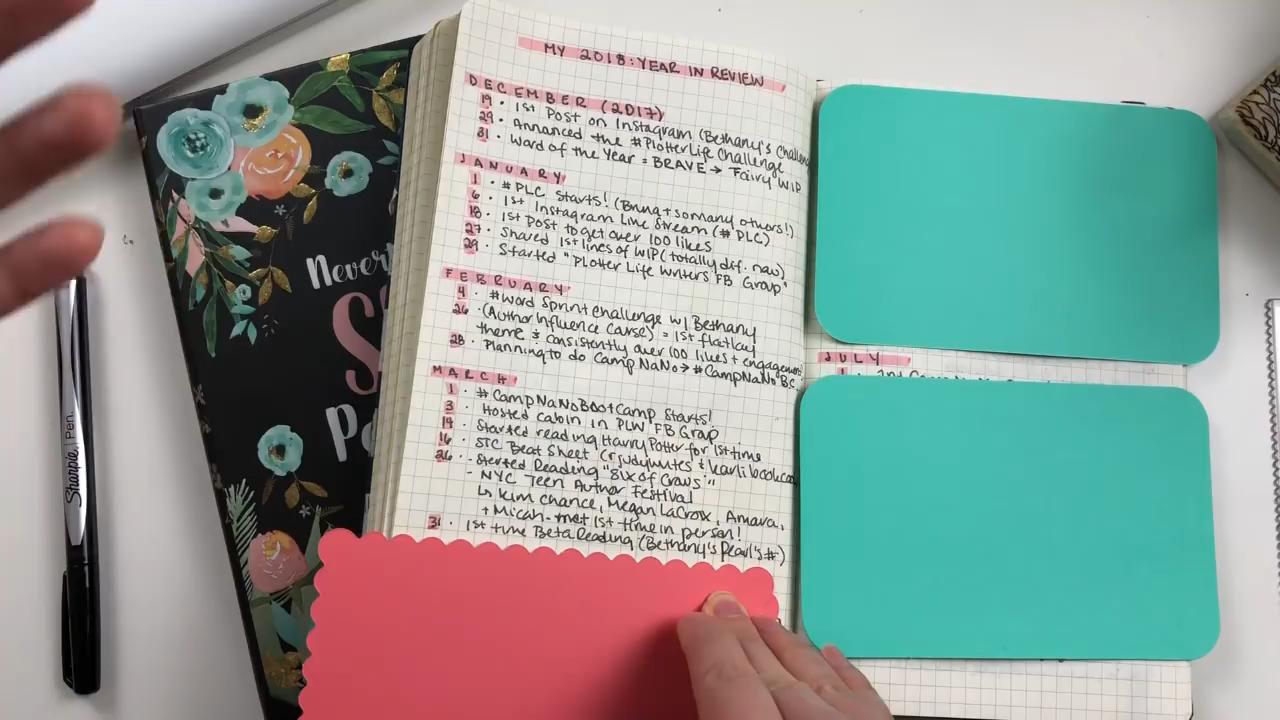 MY 2018: YEAR IN REVIEW
DECEMBER (2017)
19 · 1st Post on Instagram (Bethany's Challen
29 · Annanced the #PlotterLife Challenge
31 · Word of the Year = BRAVE → Fairy WIP
JANUARY
1 · #PLC Starts! (Brung + so many others!)
6 · 1st Instagram Live Stream (#PLC)
18 · 1st Post to get over 100 likes
27 · Shared 1st lines of WIP (totally diff. now)
29 · Started "Plotter Life Writers FB Group"
FEBRUARY
4 · #Word Sprint Challenge w/ Bethany
26 · (Author Influence Carse) = 1st flatlay
theme & consistently over 100 likes + engagement
28 · Planning to do Camp NaNo → #CampNaNoBC
MARCH
1 · #CampNaNoBootCamp Starts!
3 · Hosted cabin in PLW FB Group
14 · Started reading Harry Potter for 1st time
16 · STC Beat Sheet (rjudywrites &
26 · - Started Reading "Six of Crows"
- NYC Teen Author Festival
↳ Kim Chance, Megan LaCroix, Amara,
+ Micah - met 1st time in person!
31 · 1st time Beta Reading (Bethany's Pearl's #)
JULY
Never
Sharpie Pen.